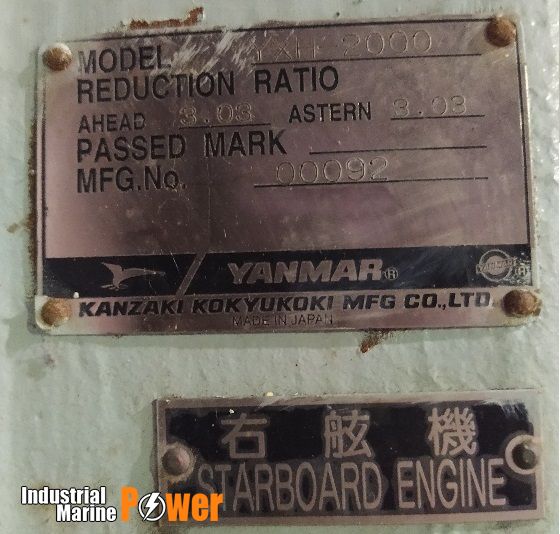 MODEL YXH 2000
REDUCTION RATIO
AHEAD 3.03 ASTERN 3.03
PASSED MARK
MFG.No. 00092
YANMAR® YANMAR®
KANZAKI KOKYUKOKI MFG CO.,LTD.
MADE IN JAPAN
右舷機
STARBOARD ENGINE
Industrial
Marine Power